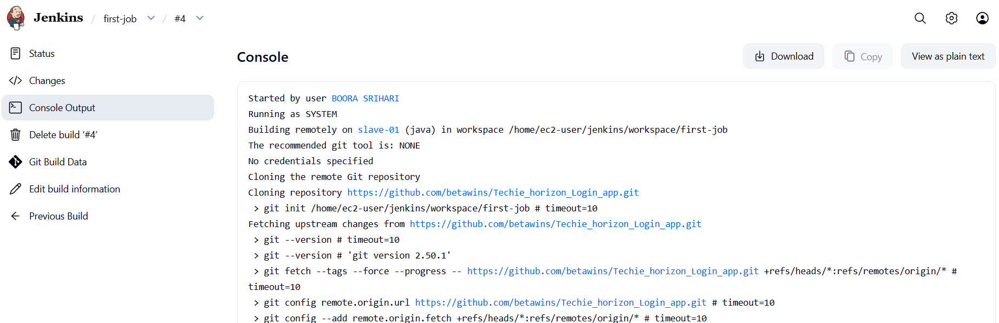 Jenkins / first-job / #4
Status
Changes
Console Output
Delete build ‘#4’
Git Build Data
Edit build information
Previous Build
Console
Download
Copy
View as plain text
Started by user BOORA SRIHARI
Running as SYSTEM
Building remotely on slave-01 (java) in workspace /home/ec2-user/jenkins/workspace/first-job
The recommended git tool is: NONE
No credentials specified
Cloning the remote Git repository
Cloning repository https://github.com/betawins/Techie_horizon_Login_app.git
> git init /home/ec2-user/jenkins/workspace/first-job # timeout=10
Fetching upstream changes from https://github.com/betawins/Techie_horizon_Login_app.git
> git --version # timeout=10
> git --version # 'git version 2.50.1'
> git fetch --tags --force --progress -- https://github.com/betawins/Techie_horizon_Login_app.git +refs/heads/*:refs/remotes/origin/* #
timeout=10
> git config remote.origin.url https://github.com/betawins/Techie_horizon_Login_app.git # timeout=10
> git config --add remote.origin.fetch +refs/heads/*:refs/remotes/origin/* # timeout=10